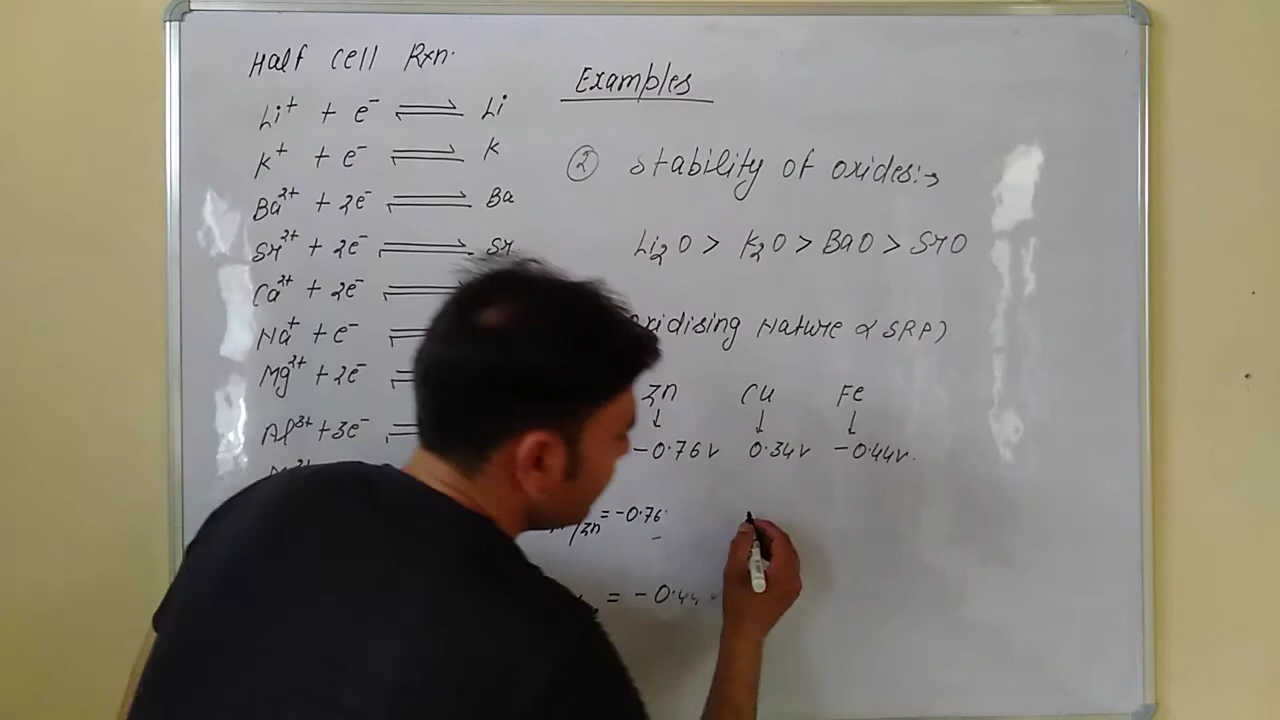 Half cell Rxn.
Li⁺ + e⁻ ⇌ Li
K⁺ + e⁻ ⇌ K
Ba²⁺ + 2e⁻ ⇌ Ba
Sr²⁺ + 2e⁻ ⇌ Sr
Ca²⁺ + 2e⁻ ⇌
Na⁺ + e⁻ ⇌
Mg²⁺ + 2e⁻
Al³⁺ + 3e⁻
Examples
② Stability of oxides:→
Li₂O > K₂O > BaO > SrO
Nature ∝ SRP)
Zn Cu Fe
↓ ↓ ↓
-0.76V 0.34V -0.44V.
/Zn = -0.76
= -0.44